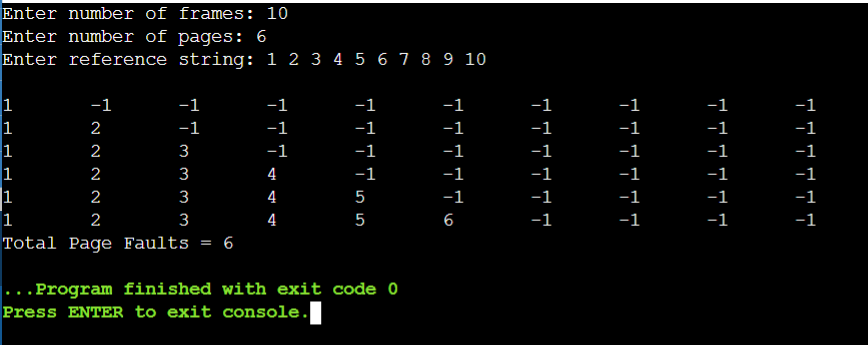 Enter number of frames: 10
Enter number of pages: 6
Enter reference string: 1 2 3 4 5 6 7 8 9 10
1 -1 -1 -1 -1 -1 -1 -1 -1 -1
1 2 -1 -1 -1 -1 -1 -1 -1 -1
1 2 3 -1 -1 -1 -1 -1 -1 -1
1 2 3 4 -1 -1 -1 -1 -1 -1
1 2 3 4 5 -1 -1 -1 -1 -1
1 2 3 4 5 6 -1 -1 -1 -1
Total Page Faults = 6
...Program finished with exit code 0
Press ENTER to exit console.